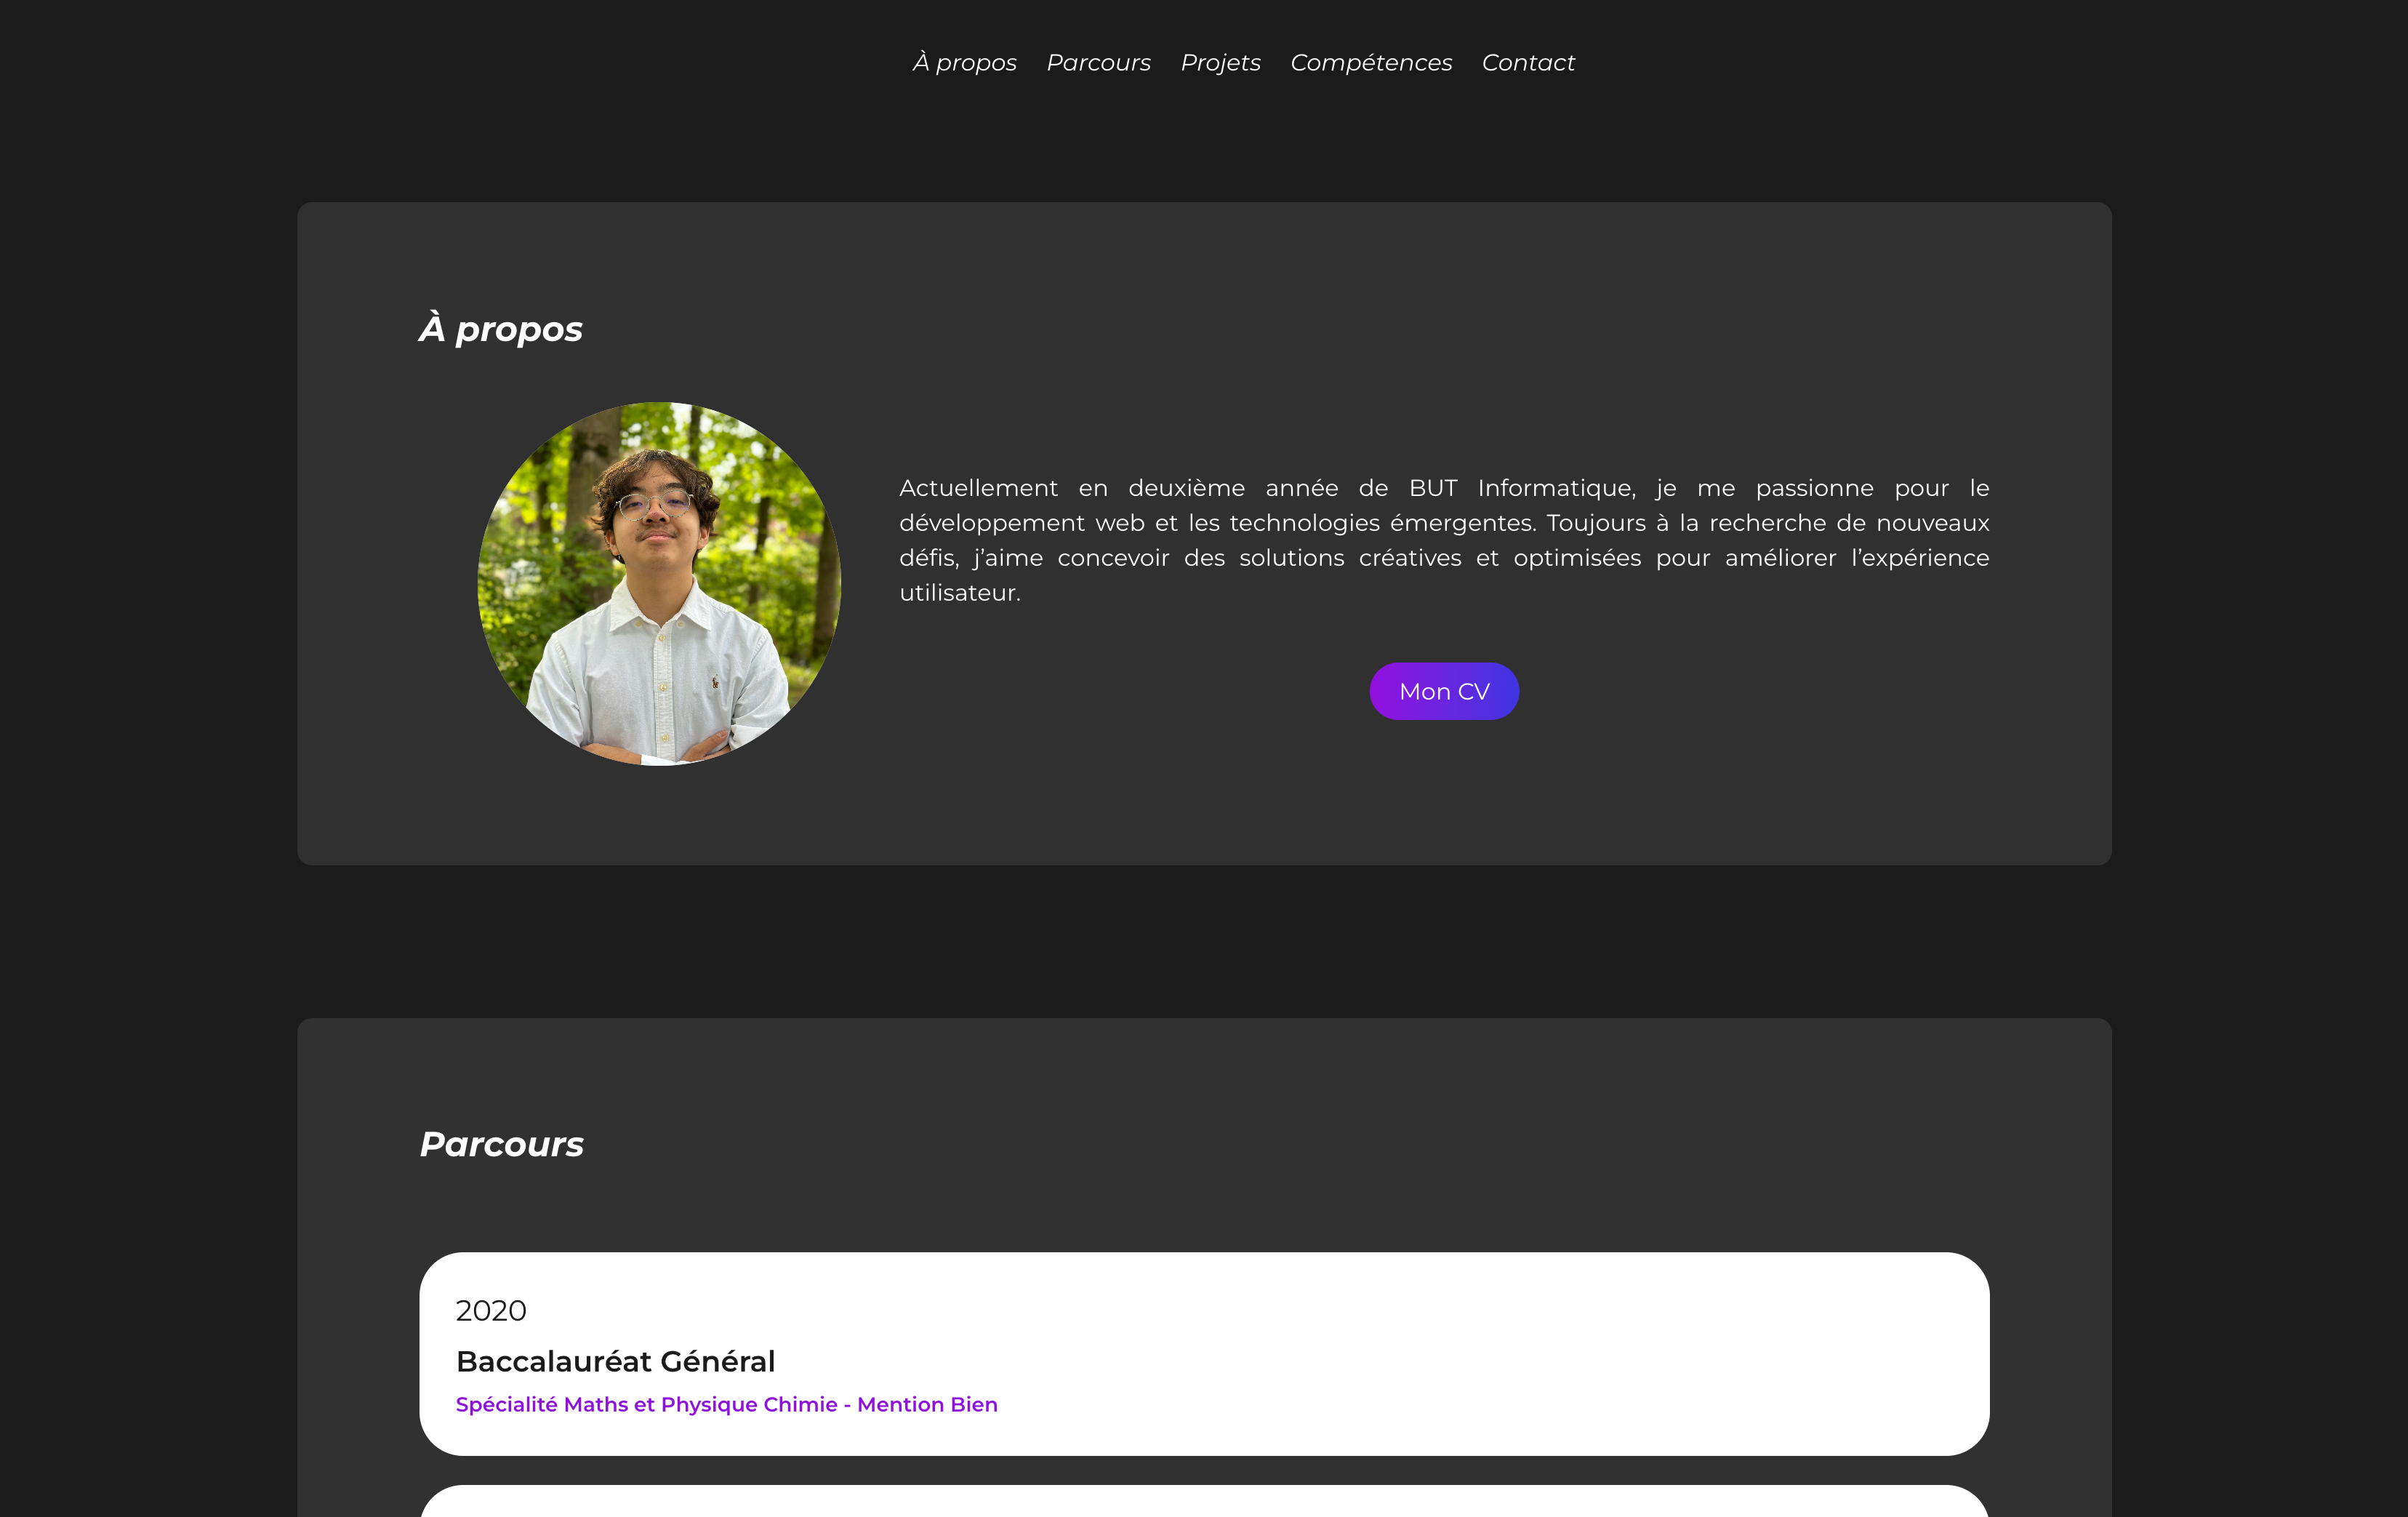 À propos Parcours Projets Compétences Contact
À propos
Actuellement en deuxième année de BUT Informatique, je me passionne pour le
développement web et les technologies émergentes. Toujours à la recherche de nouveaux
défis, j’aime concevoir des solutions créatives et optimisées pour améliorer l’expérience
utilisateur.
Mon CV
Parcours
2020
Baccalauréat Général
Spécialité Maths et Physique Chimie - Mention Bien